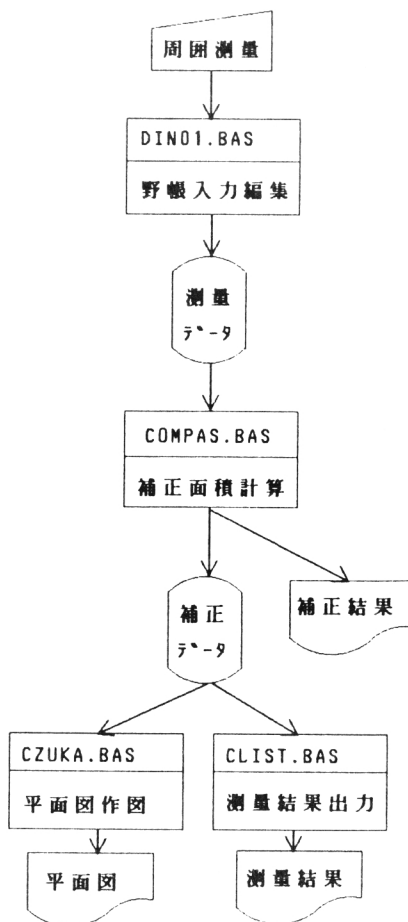 周囲測量
DINO1.BAS
野帳入力編集
測量
データ
COMPAS.BAS
補正面積計算
補正
データ
補正結果
CZUKA.BAS
平面図作図
CLIST.BAS
測量結果出力
平面図
測量結果